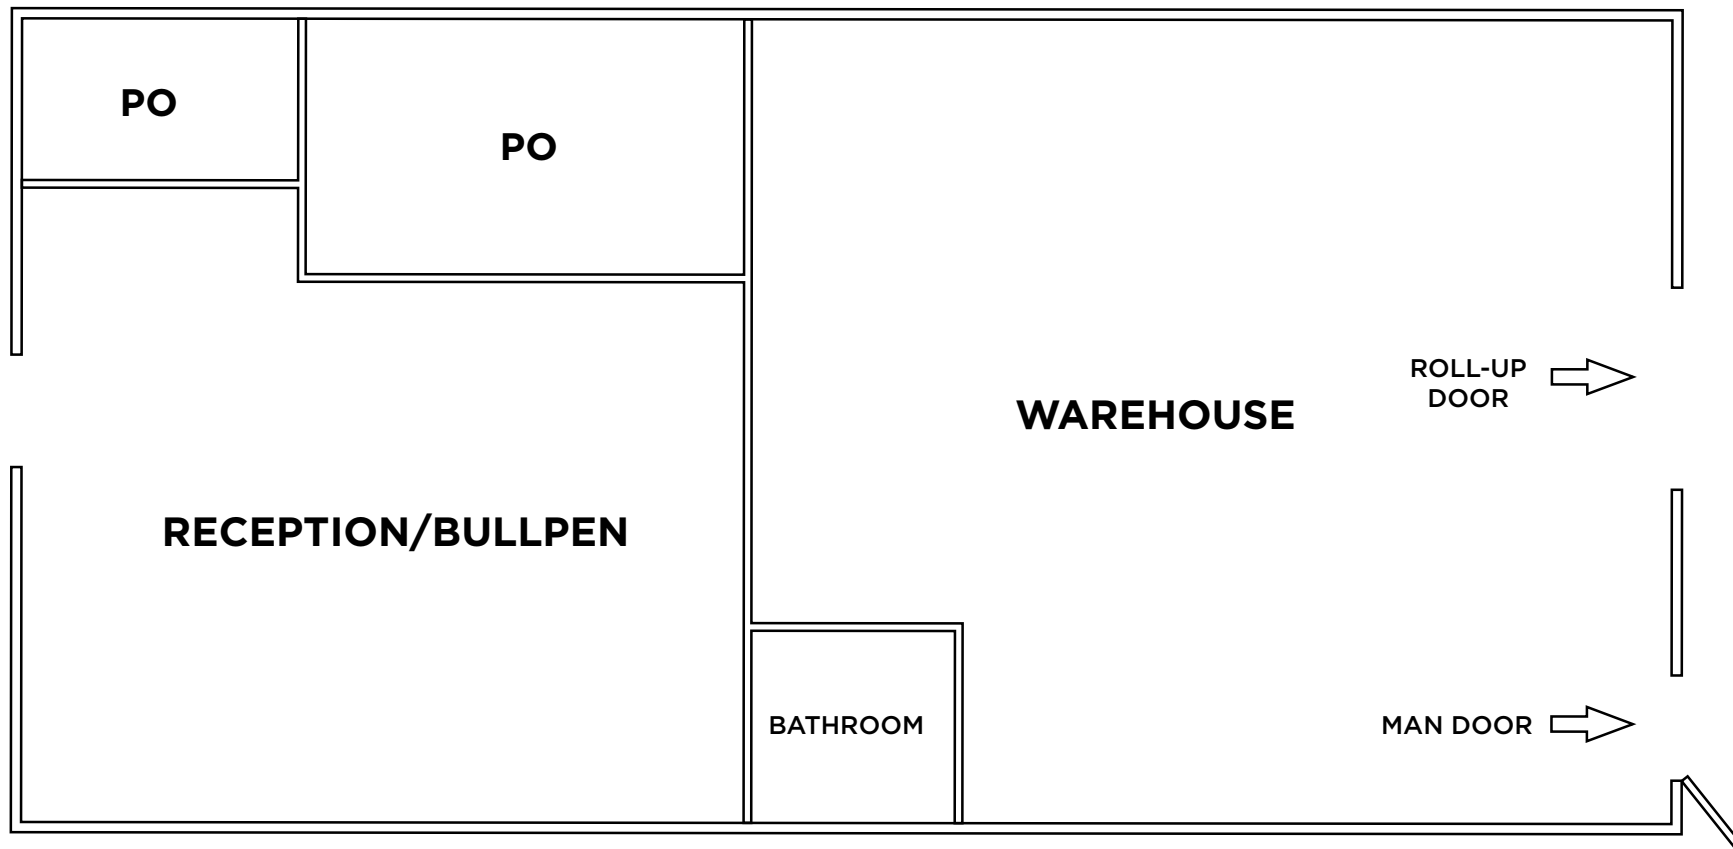 PO
PO
ROLL-UP
DOOR
WAREHOUSE
RECEPTION/BULLPEN
BATHROOM
MAN DOOR